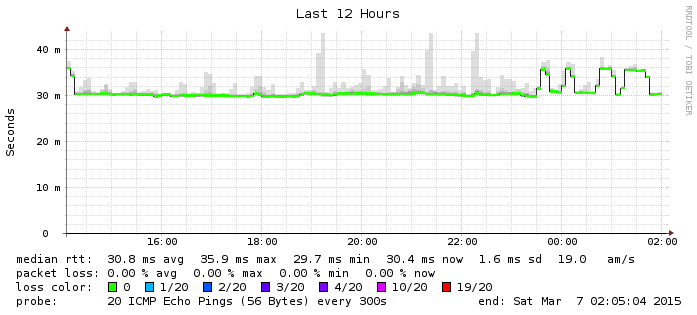 Last 12 Hours
RRDTOOL / TOBI OETIKER
Seconds
40 m
30 m
20 m
10 m
0
16:00 18:00 20:00 22:00 00:00 02:00
median rtt: 30.8 ms avg 35.9 ms max 29.7 ms min 30.4 ms now 1.6 ms sd 19.0 am/s
packet loss: 0.00 % avg 0.00 % max 0.00 % min 0.00 % now
loss color: 0 1/20 2/20 3/20 4/20 10/20 19/20
probe: 20 ICMP Echo Pings (56 Bytes) every 300s end: Sat Mar 7 02:05:04 2015